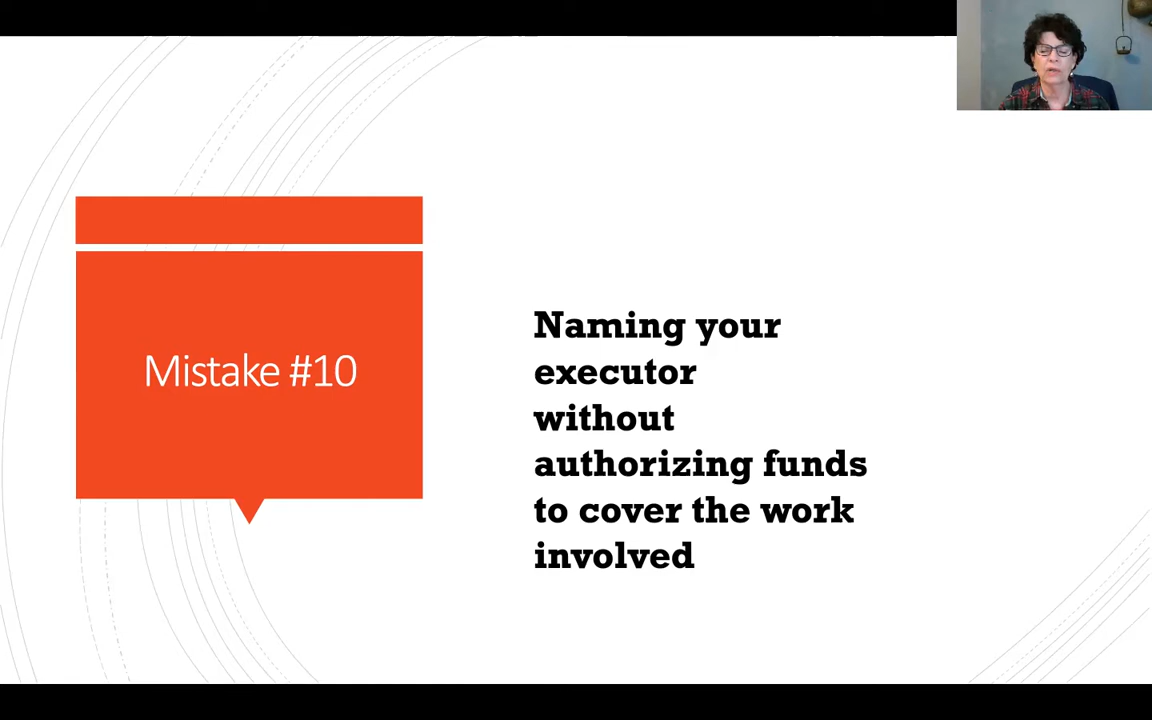 Mistake #10
Naming your
executor
without
authorizing funds
to cover the work
involved